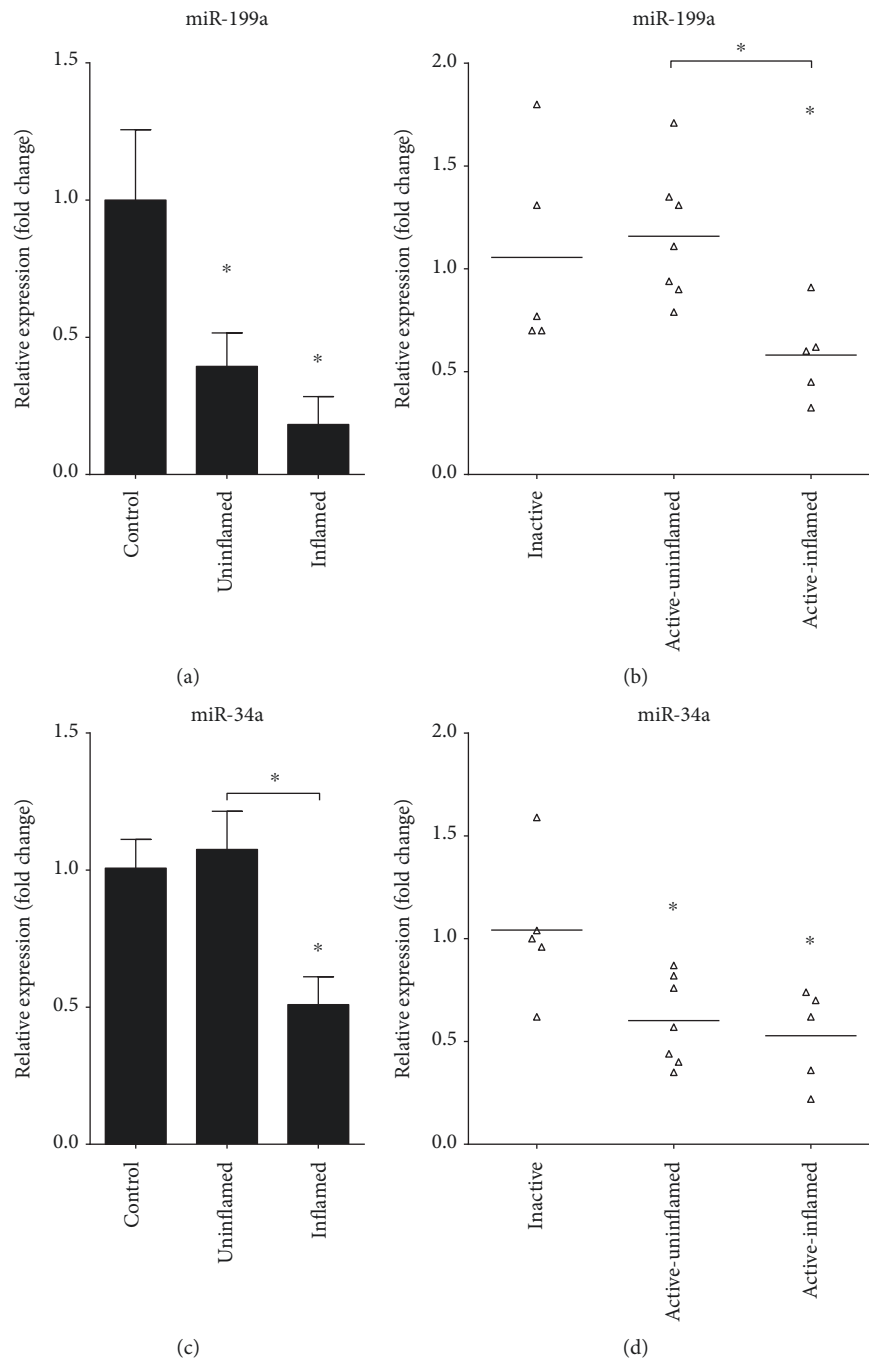 miR-199a
Relative expression (fold change)
1.5
1.0
0.5
0.0
*
*
Control
Uninflamed
Inflamed
(a)
miR-199a
Relative expression (fold change)
2.0
1.5
1.0
0.5
0.0
*
*
Inactive
Active-uninflamed
Active-inflamed
(b)
miR-34a
Relative expression (fold change)
1.5
1.0
0.5
0.0
*
*
Control
Uninflamed
Inflamed
(c)
miR-34a
Relative expression (fold change)
2.0
1.5
1.0
0.5
0.0
*
*
Inactive
Active-uninflamed
Active-inflamed
(d)